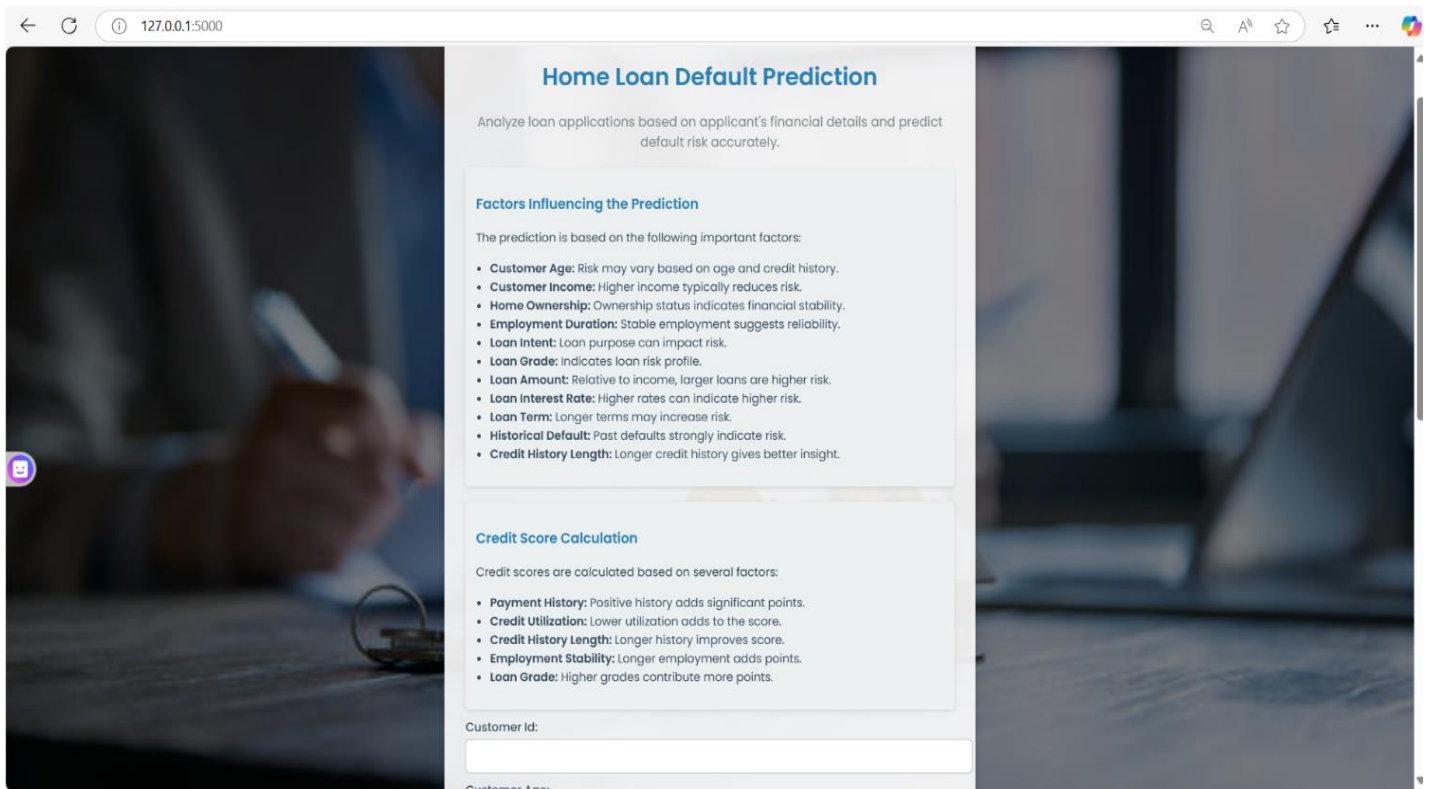 127.0.0.1:5000
Home Loan Default Prediction
Analyze loan applications based on applicant's financial details and predict
default risk accurately.
Factors Influencing the Prediction
The prediction is based on the following important factors:
• Customer Age: Risk may vary based on age and credit history.
• Customer Income: Higher income typically reduces risk.
• Home Ownership: Ownership status indicates financial stability.
• Employment Duration: Stable employment suggests reliability.
• Loan Intent: Loan purpose can impact risk.
• Loan Grade: Indicates loan risk profile.
• Loan Amount: Relative to income, larger loans are higher risk.
• Loan Interest Rate: Higher rates can indicate higher risk.
• Loan Term: Longer terms may increase risk.
• Historical Default: Past defaults strongly indicate risk.
• Credit History Length: Longer credit history gives better insight.
Credit Score Calculation
Credit scores are calculated based on several factors:
• Payment History: Positive history adds significant points.
• Credit Utilization: Lower utilization adds to the score.
• Credit History Length: Longer history improves score.
• Employment Stability: Longer employment adds points.
• Loan Grade: Higher grades contribute more points.
Customer Id:
Customer Age: